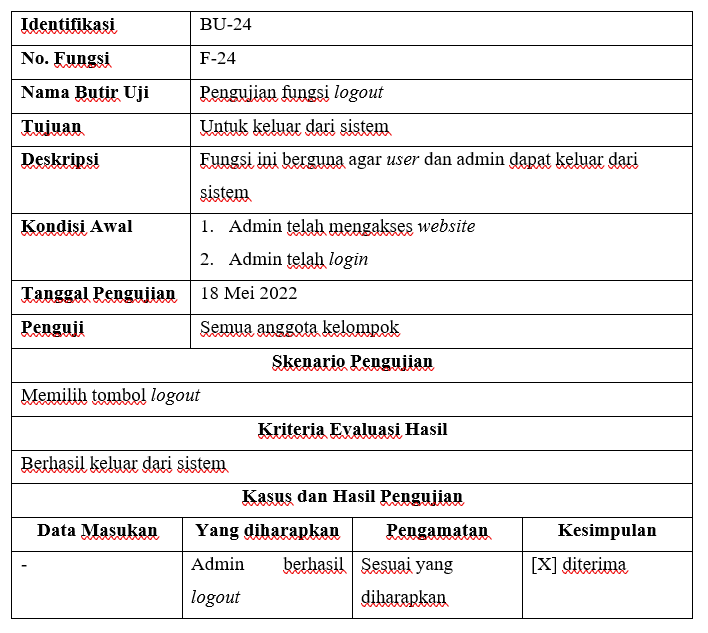 Identifikasi BU-24
No. Fungsi F-24
Nama Butir Uji Pengujian fungsi logout
Tujuan Untuk keluar dari sistem
Deskripsi Fungsi ini berguna agar user dan admin dapat keluar dari
sistem
Kondisi Awal 1. Admin telah mengakses website
2. Admin telah login
Tanggal Pengujian 18 Mei 2022
Penguji Semua anggota kelompok
Skenario Pengujian
Memilih tombol logout
Kriteria Evaluasi Hasil
Berhasil keluar dari sistem
Kasus dan Hasil Pengujian
Data Masukan Yang diharapkan Pengamatan Kesimpulan
- Admin berhasil Sesuai yang [X] diterima
logout diharapkan